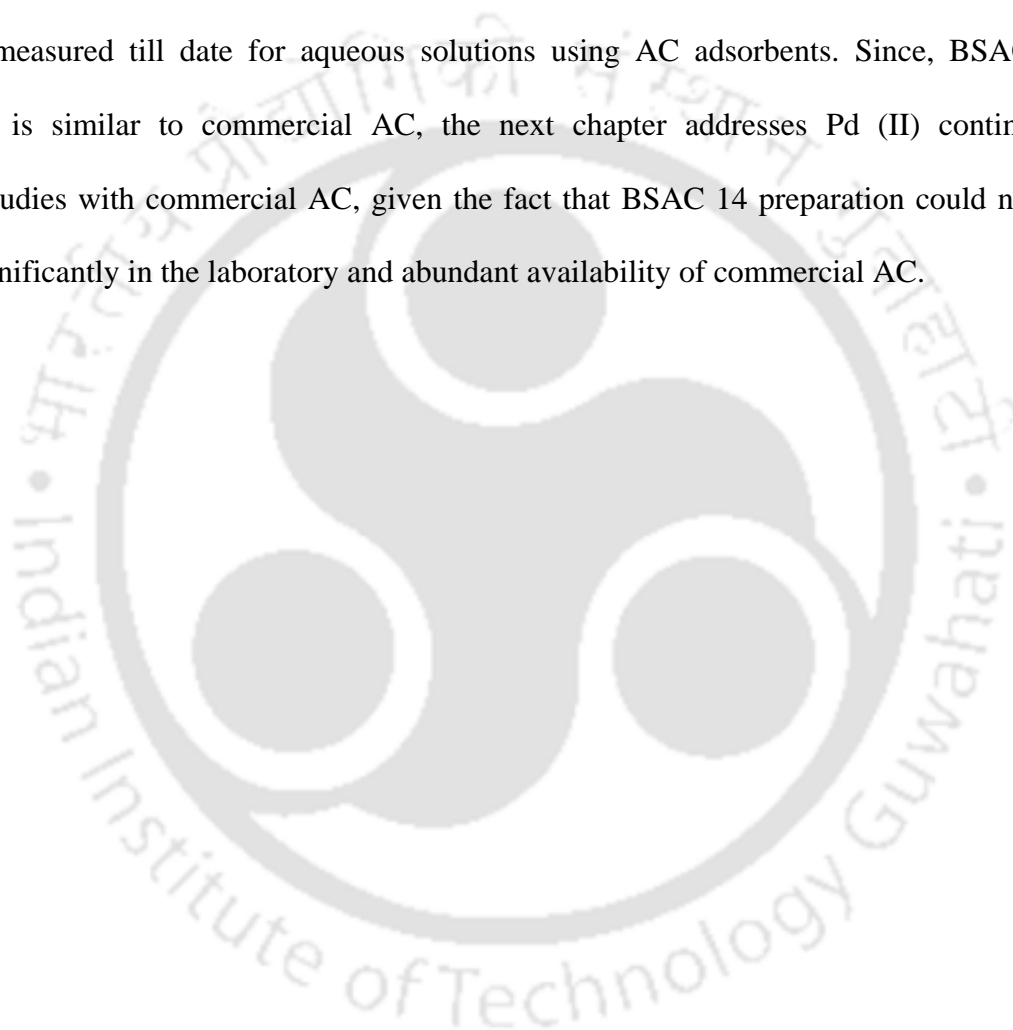 measured till date for aqueous solutions using AC adsorbents. Since, BSAC
is similar to commercial AC, the next chapter addresses Pd (II) contin
udies with commercial AC, given the fact that BSAC 14 preparation could n
nificantly in the laboratory and abundant availability of commercial AC.
Indian Institute of Technology Guwahati